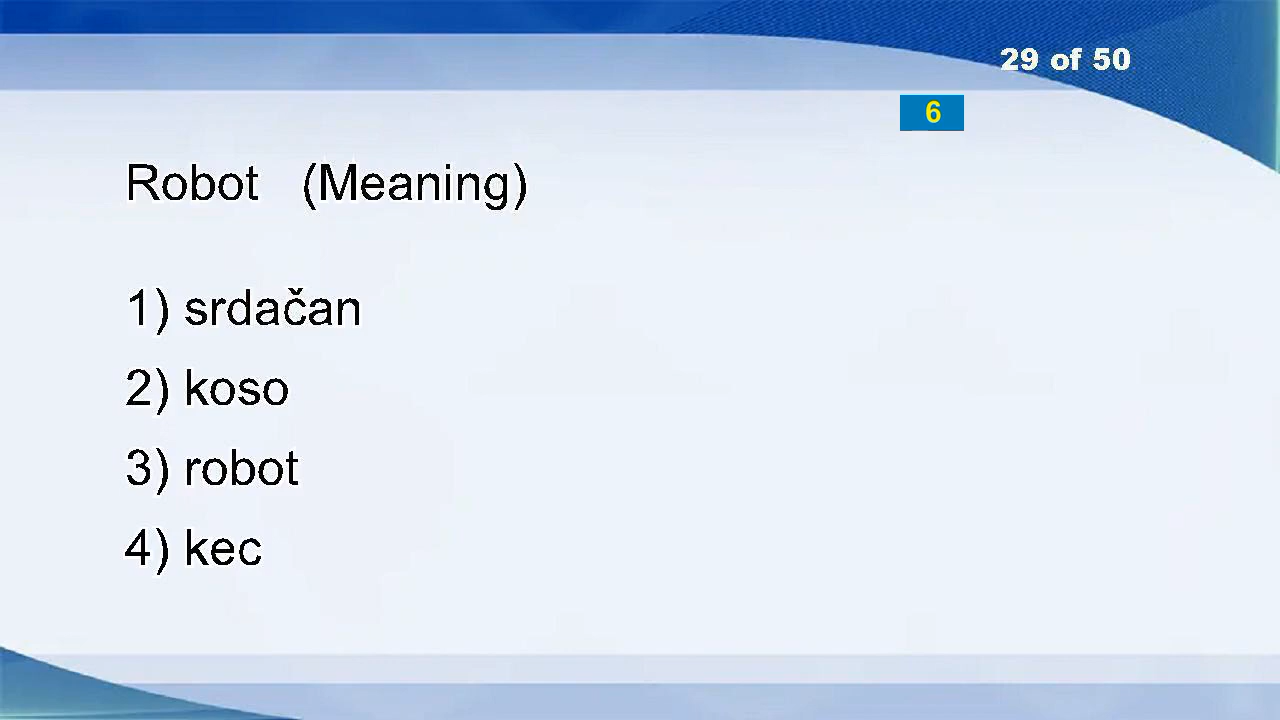 29 of 50
6
Robot (Meaning)
1) srdačan
2) koso
3) robot
4) kec